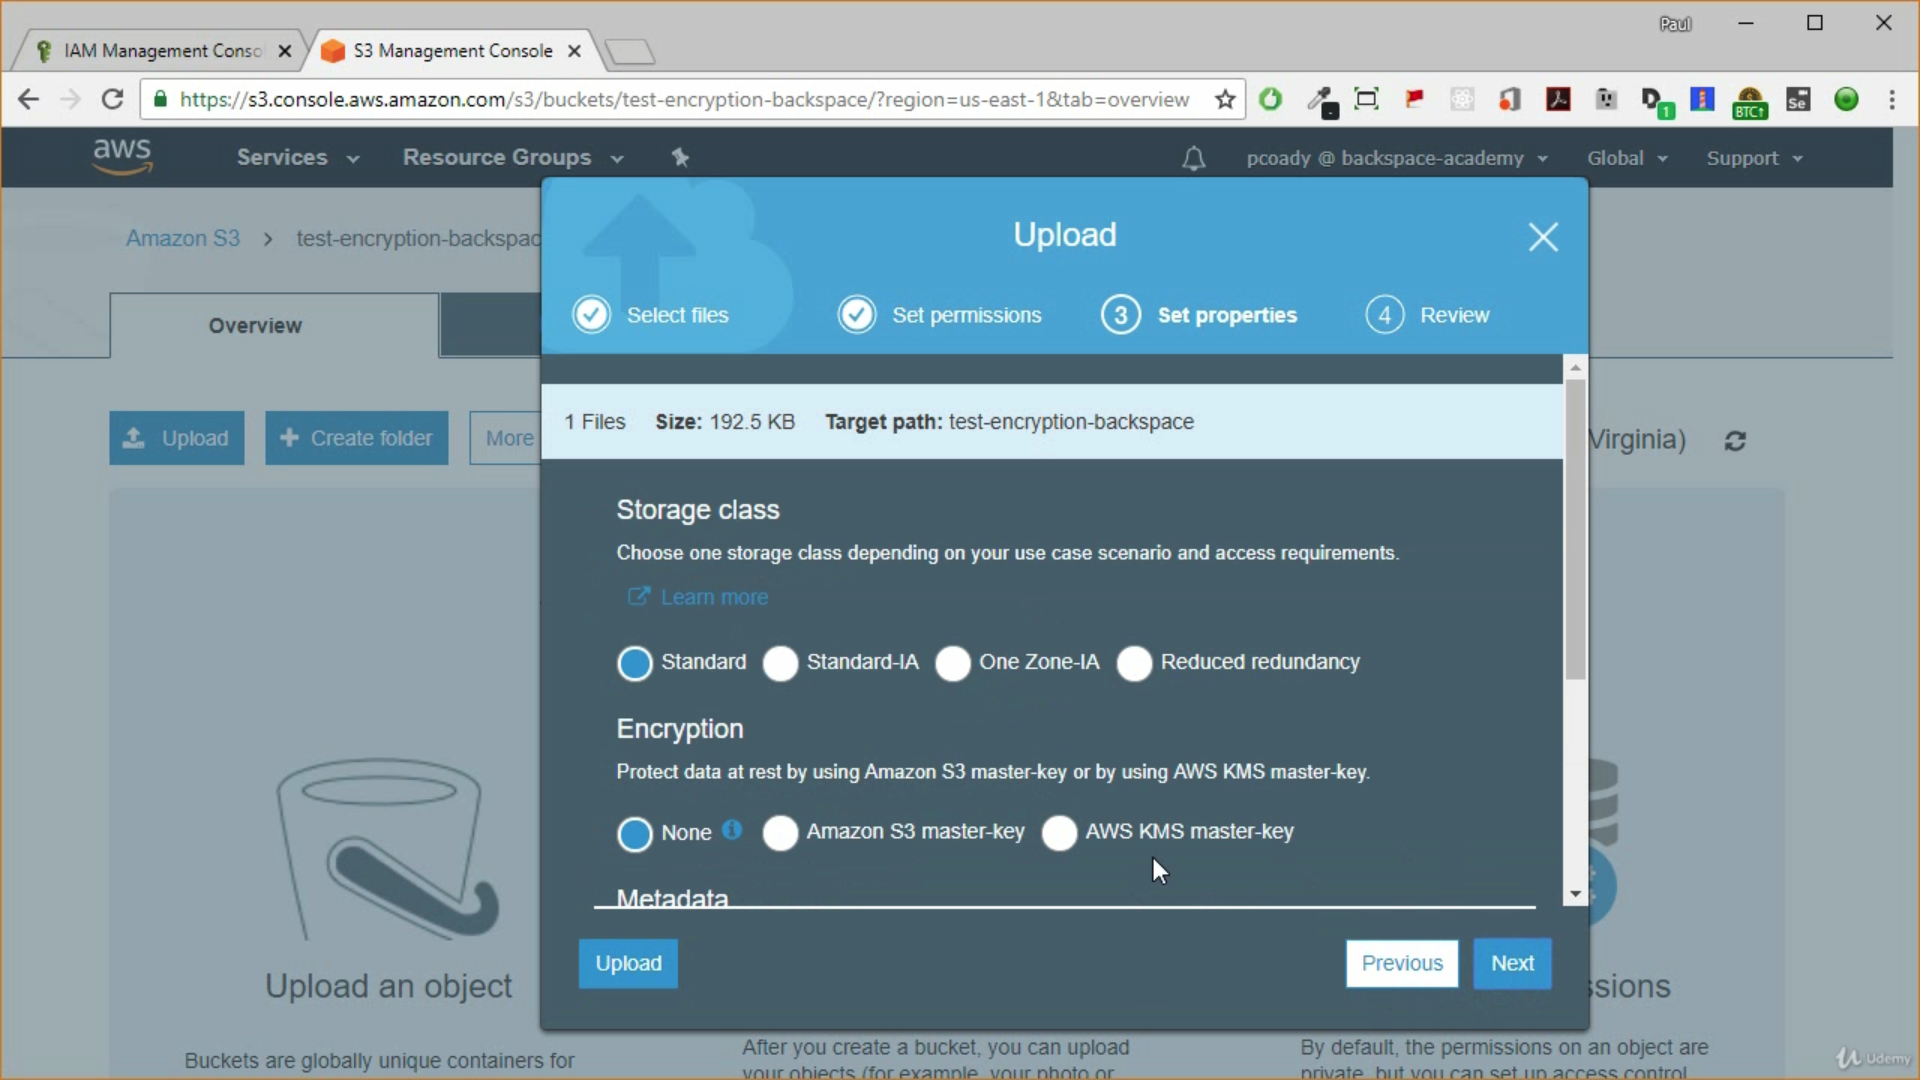 Paul
IAM Management Conso
S3 Management Console
https://s3.console.aws.amazon.com/s3/buckets/test-encryption-backspace/?region=us-east-1&tab=overview
1
BTC↑
Se
aws
Services
Resource Groups
pcoady @ backspace-academy
Global
Support
Upload
Amazon S3 > test-encryption-backspac
Select files
Set permissions
3 Set properties
4 Review
Overview
Upload
Create folder
More
1 Files Size: 192.5 KB Target path: test-encryption-backspace
Virginia)
Storage class
Choose one storage class depending on your use case scenario and access requirements.
Learn more
Standard Standard-IA One Zone-IA Reduced redundancy
Encryption
Protect data at rest by using Amazon S3 master-key or by using AWS KMS master-key.
None Amazon S3 master-key AWS KMS master-key
Metadata
Upload
Previous
Next
Upload an object
ssions
Buckets are globally unique containers for
After you create a bucket, you can upload
your objects (for example, your photo or
By default, the permissions on an object are
private, but you can set up access control
Udemy